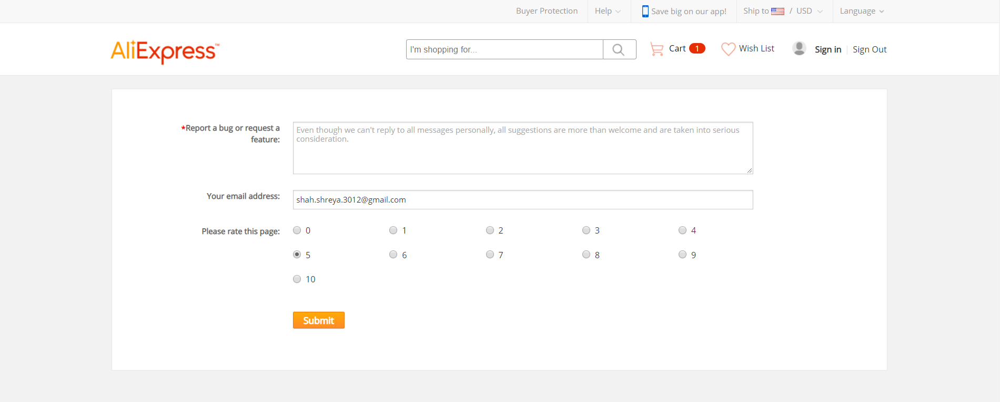 Buyer Protection Help Save big on our app! Ship to / USD Language
AliExpress™ I'm shopping for... Cart 1 Wish List Sign in Sign Out
*Report a bug or request a feature:
Even though we can't reply to all messages personally, all suggestions are more than welcome and are taken into serious
consideration.
Your email address: shah.shreya.3012@gmail.com
Please rate this page: 0 1 2 3 4
5 6 7 8 9
10
Submit